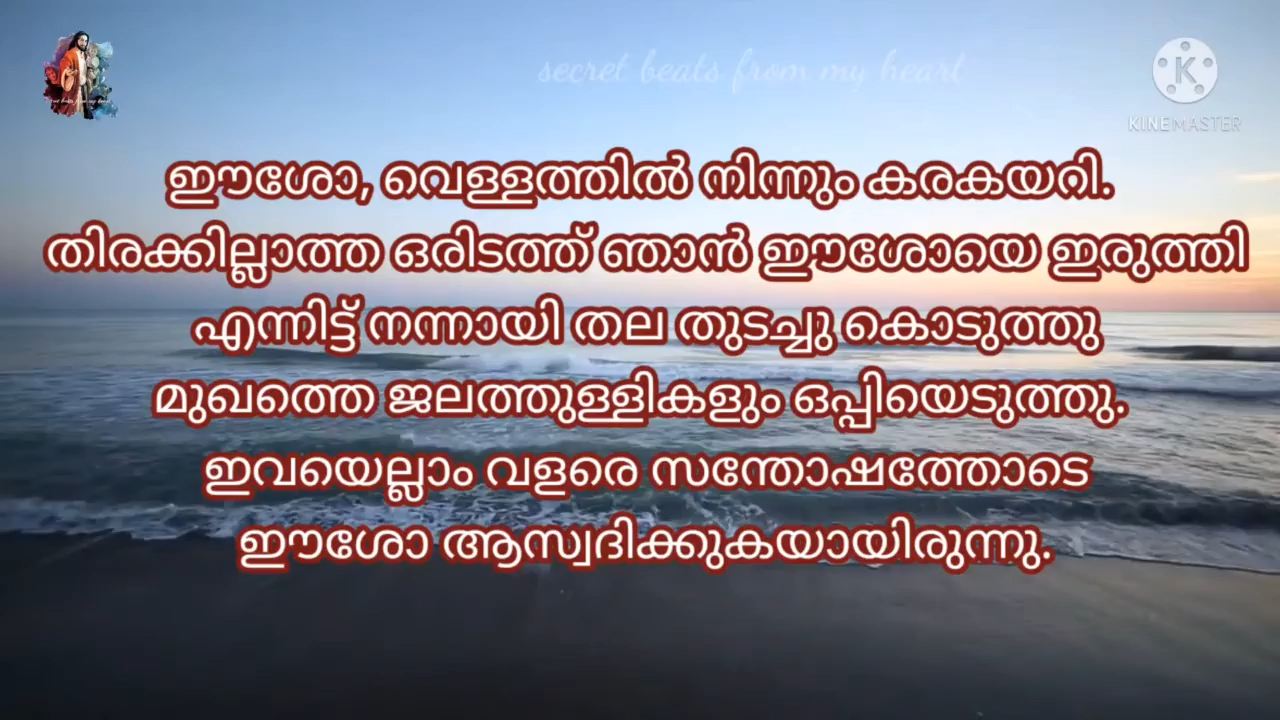 secret beats from my heart
KINEMASTER
ഈശോ, വെള്ളത്തിൽ നിന്നും കരകയറി.
തിരക്കില്ലാത്ത ഒരിടത്ത് ഞാൻ ഈശോയെ ഇരുത്തി
എന്നിട്ട് നന്നായി തല തുടച്ചു കൊടുത്തു
മുഖത്തെ ജലത്തുള്ളികളും ഒപ്പിയെടുത്തു.
ഇവയെല്ലാം വളരെ സന്തോഷത്തോടെ
ഈശോ ആസ്വദിക്കുകയായിരുന്നു.